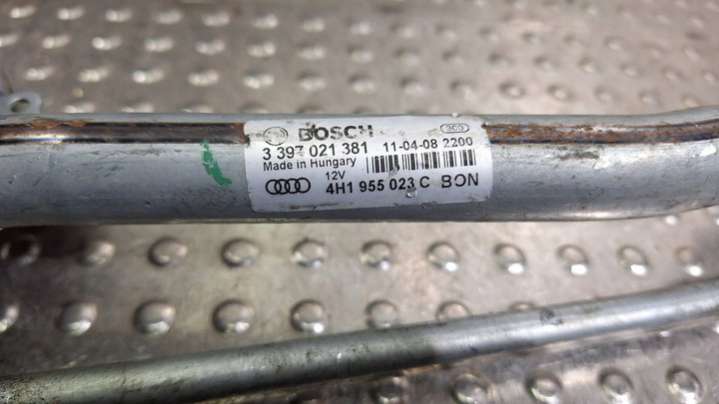 BOSCH
3 397 021 381 11-04-08 2200
Made in Hungary
12V
4H1 955 023 C BON